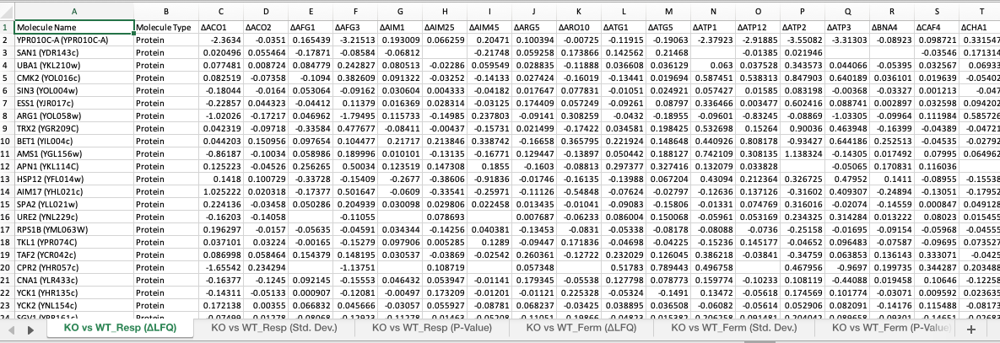 A B C D E F G H I J K L M N O P Q R S T
1 Molecule Name Molecule Type ΔACO1 ΔACO2 ΔAFG1 ΔAFG3 ΔAIM1 ΔAIM25 ΔAIM45 ΔARG5 ΔARO10 ΔATG1 ΔATG5 ΔATP1 ΔATP12 ΔATP2 ΔATP3 ΔBNA4 ΔCAF4 ΔCHA1
2 YPR010C-A (YPR010C-A) Protein -2.3634 -0.0351 0.165439 -3.21513 0.193009 0.066259 0.20471 0.100394 -0.00725 -0.11915 -0.19063 -2.37923 -2.91885 -3.55082 -3.31303 -0.08923 0.098721 0.331547
3 SAN1 (YDR143c) Protein 0.020496 0.055464 -0.17871 -0.08584 -0.06812 -0.21748 0.059258 0.173866 0.142562 0.21468 -0.01385 0.021946 -0.03546 0.171314
4 UBA1 (YKL210w) Protein 0.077481 0.008724 0.084779 0.242827 0.080513 -0.02286 0.059549 0.028835 -0.11888 0.036608 0.036129 0.063 0.037528 0.343573 0.044066 -0.05395 0.032567 0.06933
5 CMK2 (YOL016c) Protein 0.082519 -0.07358 -0.1094 0.382609 0.091322 -0.03252 -0.14133 0.027424 -0.16019 -0.13441 0.019694 0.587451 0.538313 0.847903 0.640189 0.036101 0.019639 -0.05402
6 SIN3 (YOL004w) Protein -0.18044 -0.0164 0.053064 -0.09162 0.030604 0.004333 -0.04182 0.017647 0.077831 -0.01051 0.024921 0.057427 0.01585 0.083198 -0.00368 -0.03327 0.001213 -0.047
7 ESS1 (YJR017c) Protein -0.22857 0.044323 -0.04412 0.11379 0.016369 0.028314 -0.03125 0.174409 0.057249 -0.09261 0.08797 0.336466 0.003477 0.602416 0.088741 0.002897 0.032598 0.094202
8 ARG1 (YOL058w) Protein -1.02026 -0.17217 0.046962 -1.79495 0.115733 -0.14985 0.237803 -0.09141 0.308259 -0.0432 -0.18955 -0.09601 -0.83245 -0.08869 -1.03305 -0.09964 0.111984 0.585726
9 TRX2 (YGR209C) Protein 0.042319 -0.09718 -0.33584 0.477677 -0.08411 -0.00437 -0.15731 0.021499 -0.17422 0.034581 0.198425 0.532698 0.15264 0.90036 0.463948 -0.16399 -0.04389 -0.04721
10 BET1 (YIL004c) Protein 0.044203 0.150956 0.097654 0.104477 0.21717 0.213846 0.338742 -0.16658 0.365795 0.221924 0.148648 0.440926 0.808178 -0.93427 0.644186 0.252513 -0.04535 -0.02792
11 AMS1 (YGL156w) Protein -0.86187 -0.10034 0.058986 0.189996 0.010101 -0.13135 -0.16771 0.129447 -0.13897 0.050442 0.188127 0.742109 0.308135 1.138324 -0.14305 0.017492 0.07995 0.064962
12 APN1 (YKL114C) Protein 0.125223 -0.04526 0.256265 0.50034 0.123519 0.147308 0.1855 -0.1603 -0.08813 0.297377 0.327416 0.132079 0.033828 -0.05065 0.170831 0.116036
13 HSP12 (YFL014w) Protein 0.1418 0.100729 -0.33728 -0.15409 -0.2677 -0.38606 -0.91836 -0.01746 -0.16135 -0.13988 0.067204 0.43094 0.212364 0.326725 0.47952 0.1411 -0.08955 -0.15538
14 AIM17 (YHL021c) Protein 1.025222 0.020318 -0.17377 0.501647 -0.0609 -0.33541 -0.25971 -0.11126 -0.54848 -0.07624 -0.02797 -0.12636 0.137126 -0.31602 0.409307 -0.24894 -0.13051 -0.17952
15 SPA2 (YLL021w) Protein 0.224136 -0.03458 0.050286 0.204939 0.030098 0.029806 0.022458 0.013435 -0.01041 -0.09083 -0.15806 -0.01331 0.074769 0.316016 -0.02074 -0.14559 0.000847 0.049128
16 URE2 (YNL229c) Protein -0.16203 -0.14058 -0.11055 0.078693 0.007687 -0.06233 0.086004 0.150068 -0.05961 0.053169 0.234325 0.314284 0.013222 0.08023 0.015455
17 RPS1B (YML063W) Protein 0.196297 -0.0157 -0.05635 -0.04591 0.034344 -0.14256 0.040381 -0.13453 -0.0831 -0.05338 -0.08178 -0.08088 -0.0736 -0.25158 -0.01695 -0.09154 -0.05968 -0.04555
18 TKL1 (YPR074C) Protein 0.037101 0.03224 -0.00165 -0.15279 0.097906 0.005285 0.1289 -0.09447 0.171836 -0.04698 -0.04225 -0.15236 0.145177 -0.04652 0.096483 -0.07587 -0.09695 0.073527
19 TAF2 (YCR042c) Protein 0.086998 0.058464 0.154379 0.148195 0.030537 -0.03869 -0.02542 0.260361 -0.12722 0.232029 0.126045 0.386218 -0.03841 -0.34759 0.063853 0.136143 0.333071 -0.0425
20 CPR2 (YHR057c) Protein -1.65542 0.234294 -1.13751 0.108719 0.057348 0.51783 0.789443 0.496758 0.467956 -0.9697 0.199735 0.344287 0.203488
21 CNA1 (YLR433c) Protein -0.16377 -0.1245 0.092145 -0.15553 0.046432 0.053947 -0.01141 0.179345 -0.05538 0.127798 0.078773 0.159774 -0.10233 0.108119 -0.44088 0.019458 0.10646 -0.12258
22 YCK1 (YHR135c) Protein -0.14311 -0.05133 0.000907 -0.12081 -0.00497 0.173209 -0.01201 -0.01121 0.225328 -0.05324 -0.1491 0.13472 -0.05618 0.174569 0.101774 -0.03071 0.009592 0.023635
23 YCK2 (YNL154c) Protein 0.172138 0.00355 0.066832 0.045666 -0.03057 0.055927 -0.08781 0.068237 -0.03425 0.038895 0.036508 -0.06082 -0.05614 0.052906 0.082091 -0.14176 0.115488 -0.08173
KO vs WT_Resp (ΔLFQ) KO vs WT_Resp (Std. Dev.) KO vs WT_Resp (P-Value) KO vs WT_Ferm (ΔLFQ) KO vs WT_Ferm (Std. Dev.) KO vs WT_Ferm (P-Value